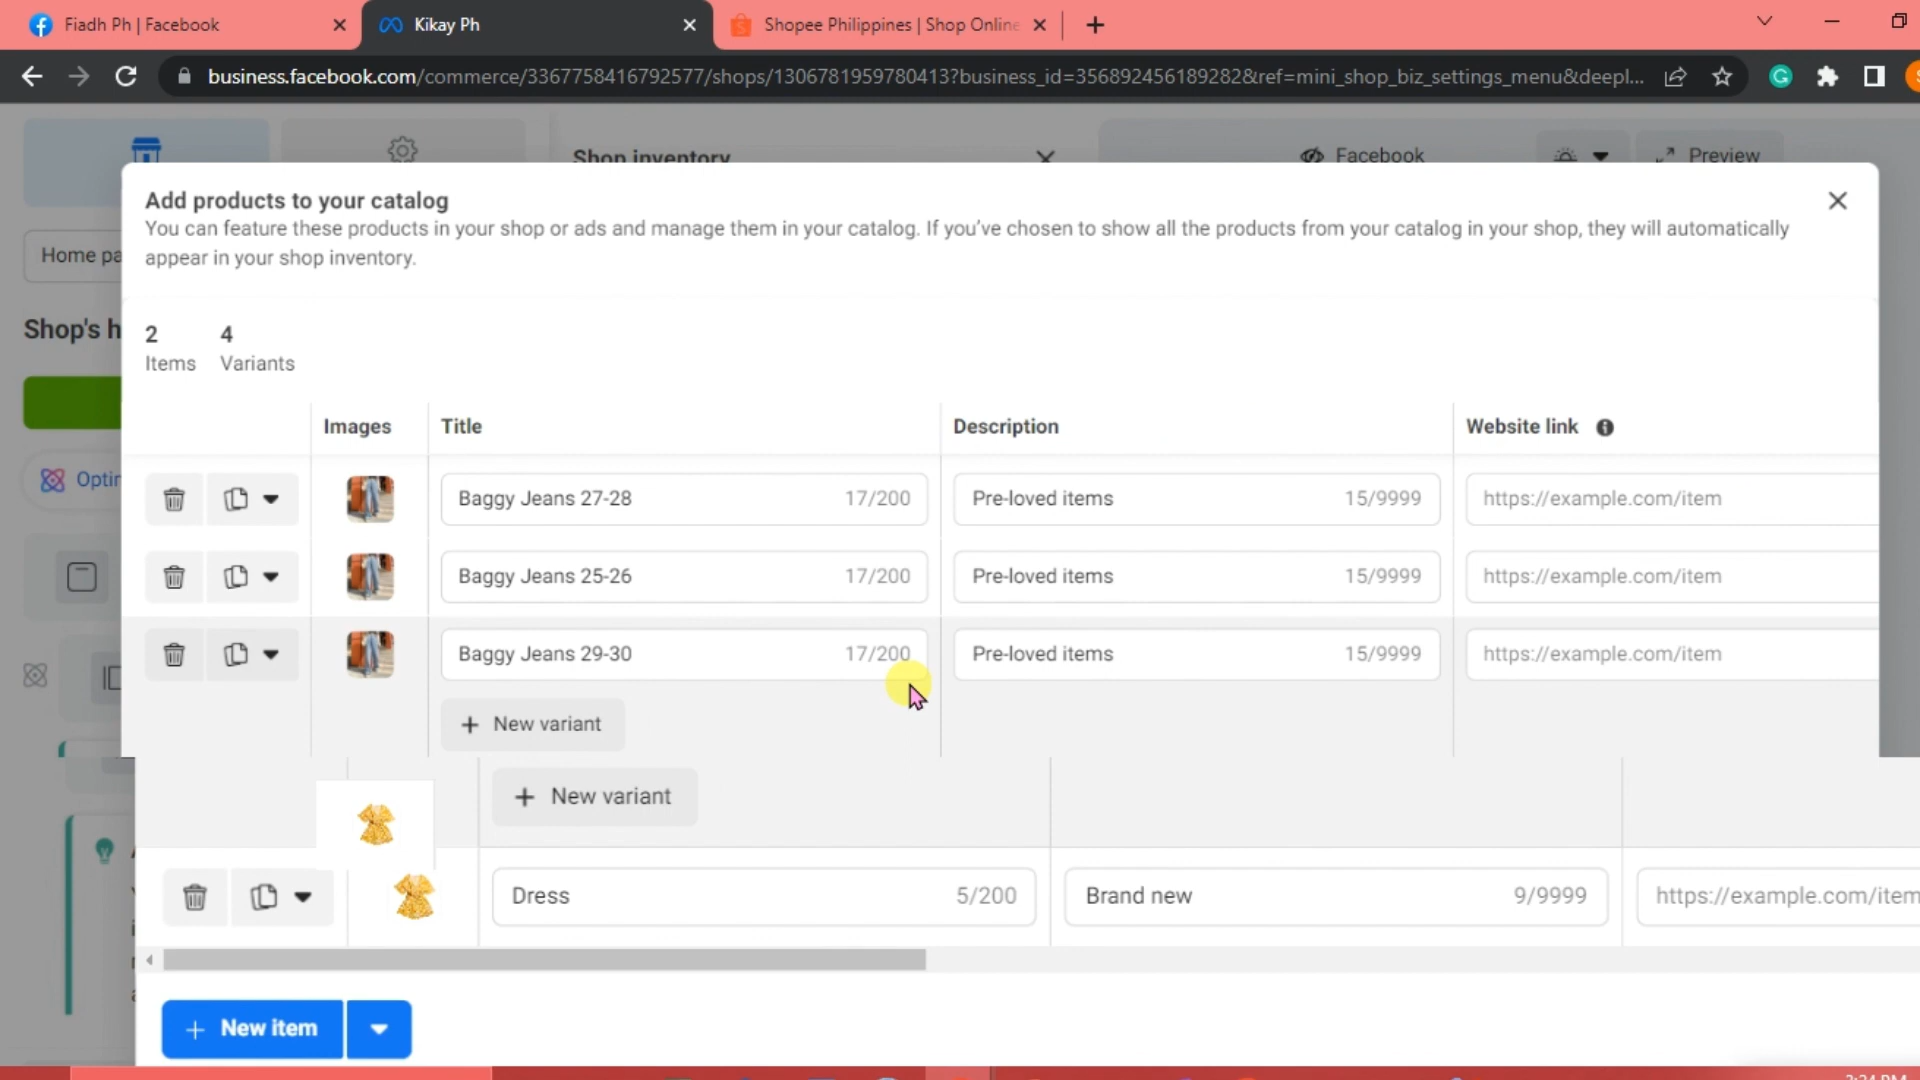 Fiadh Ph | Facebook
Kikay Ph
Shopee Philippines | Shop Online
business.facebook.com/commerce/3367758416792577/shops/1306781959780413?business_id=356892456189282&ref=mini_shop_biz_settings_menu&deepl...
Shop inventory
Facebook
Preview
Add products to your catalog
You can feature these products in your shop or ads and manage them in your catalog. If you've chosen to show all the products from your catalog in your shop, they will automatically
appear in your shop inventory.
Home pa
Shop's h
2 4
Items Variants
Images Title Description Website link
Optir
Baggy Jeans 27-28 17/200 Pre-loved items 15/9999 https://example.com/item
Baggy Jeans 25-26 17/200 Pre-loved items 15/9999 https://example.com/item
Baggy Jeans 29-30 17/200 Pre-loved items 15/9999 https://example.com/item
+ New variant
+ New variant
Dress 5/200 Brand new 9/9999 https://example.com/item
+ New item